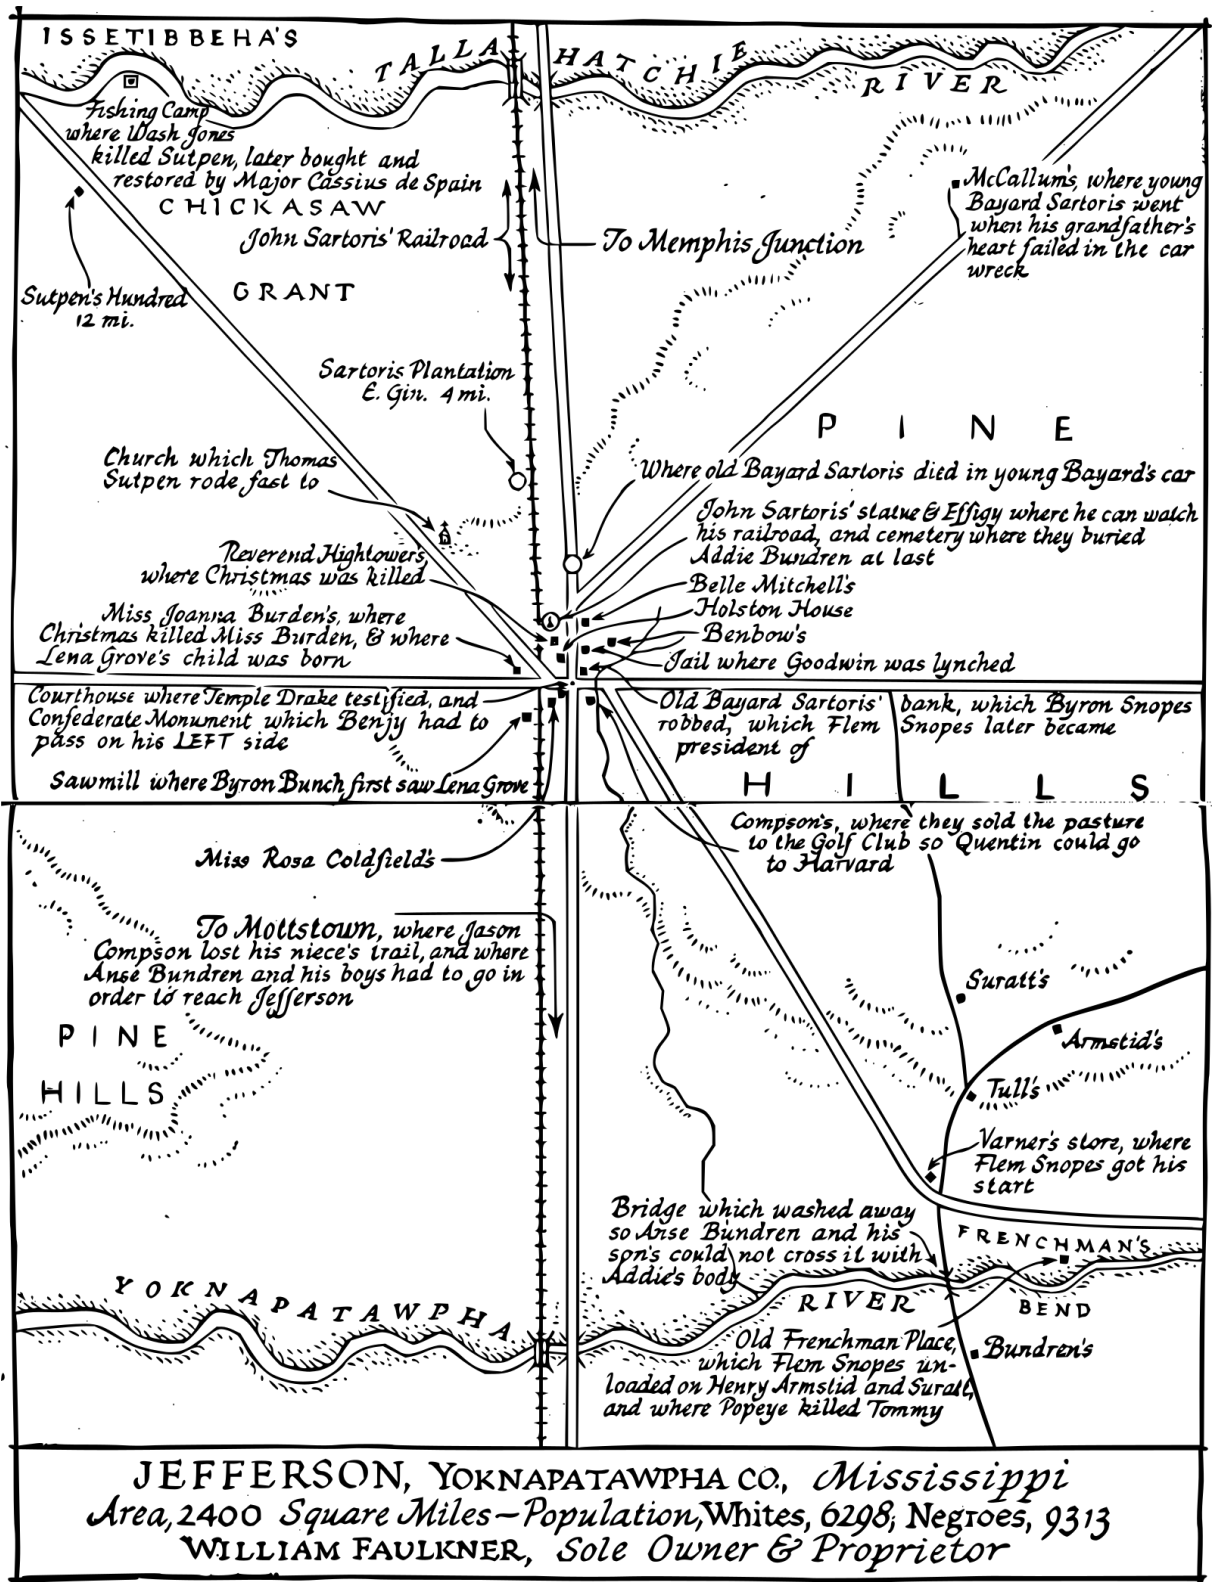 ISSETIBBEHA'S
TALLAHATCHIE
RIVER
Fishing Camp
where Wash Jones
killed Sutpen, later bought and
restored by Major Cassius de Spain
CHICKASAW
John Sartoris' Railroad
To Memphis Junction
McCallum's, where young
Bayard Sartoris went
when his grandfather's
heart failed in the car
wreck
Sutpen's Hundred
12 mi.
GRANT
Sartoris Plantation
E. Gin. 4 mi.
PINE
Church which Thomas
Sutpen rode fast to
Where old Bayard Sartoris died in young Bayard's car
John Sartoris' statue & Effigy where he can watch
his railroad, and cemetery where they buried
Addie Bundren at last
Reverend Hightower's,
where Christmas was killed
Belle Mitchell's
Holston House
Benbow's
Jail where Goodwin was lynched
Miss Joanna Burden's, where
Christmas killed Miss Burden, & where
Lena Grove's child was born
Courthouse where Temple Drake testified, and
Confederate Monument which Benjy had to
pass on his LEFT side
Old Bayard Sartoris' bank, which Byron Snopes
robbed, which Flem Snopes later became
president of
Sawmill where Byron Bunch first saw Lena Grove
HILLS
Compson's, where they sold the pasture
to the Golf Club so Quentin could go
to Harvard
Miss Rosa Coldfield's
To Mottstown, where Jason
Compson lost his niece's trail, and where
Anse Bundren and his boys had to go in
order to reach Jefferson
Suratt's
Armstid's
PINE
HILLS
Tull's
Varner's store, where
Flem Snopes got his
start
Bridge which washed away
so Anse Bundren and his
son's could not cross it with
Addie's body
FRENCHMAN'S
BEND
YOKNAPATAWPHA
RIVER
Old Frenchman Place,
which Flem Snopes un-
loaded on Henry Armstid and Suratt,
and where Popeye killed Tommy
Bundren's
JEFFERSON, YOKNAPATAWPHA CO., Mississippi
Area, 2400 Square Miles—Population, Whites, 6298; Negroes, 9313
WILLIAM FAULKNER, Sole Owner & Proprietor